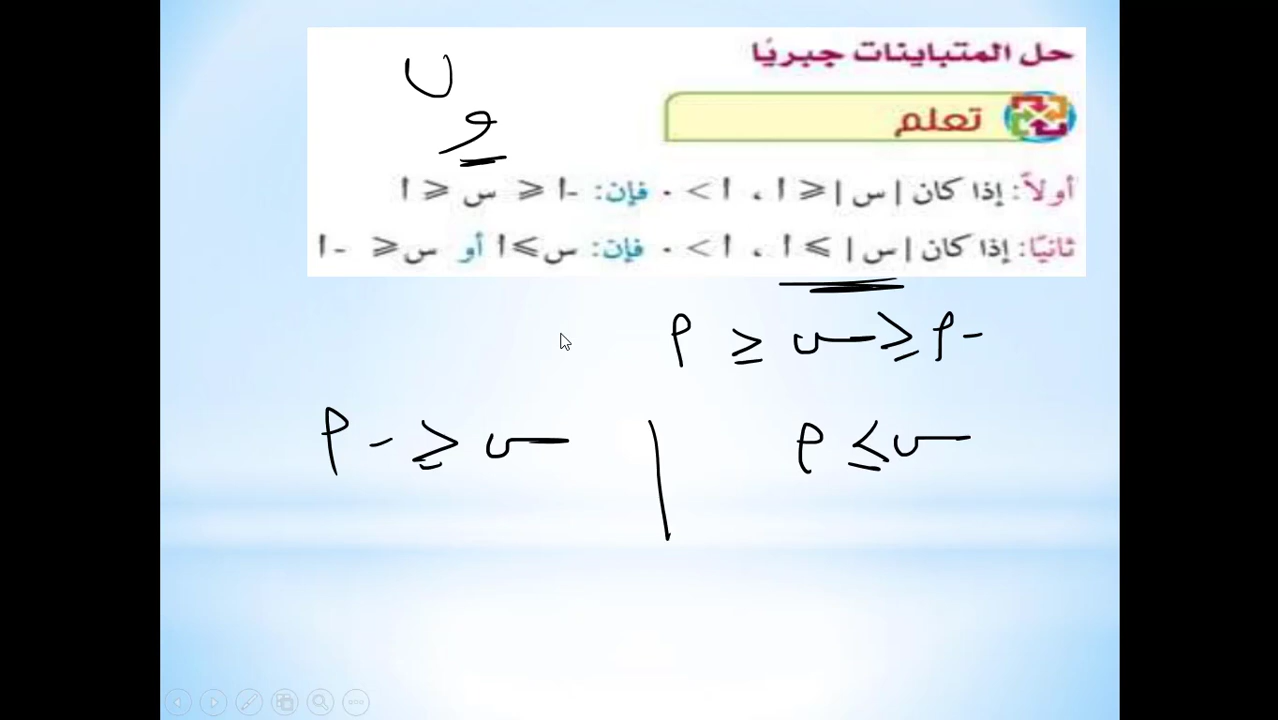 حل المتباينات جبريًا
تعلم
و
أولاً: إذا كان | س | ⩽ أ ، أ > ٠ فإن: -أ ⩽ س ⩽ أ
ثانيًا: إذا كان | س | ⩾ أ ، أ > ٠ فإن: س ⩾ أ أو س ⩽ - أ
- أ ≤ س ≤ أ
س ≥ أ | س ≤ - أ